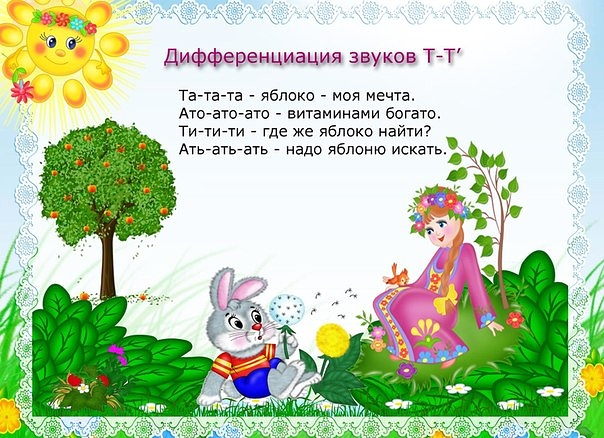 Дифференциация звуков Т-Т’
Та-та-та - яблоко - моя мечта.
Ато-ато-ато - витаминами богато.
Ти-ти-ти - где же яблоко найти?
Ать-ать-ать - надо яблоню искать.